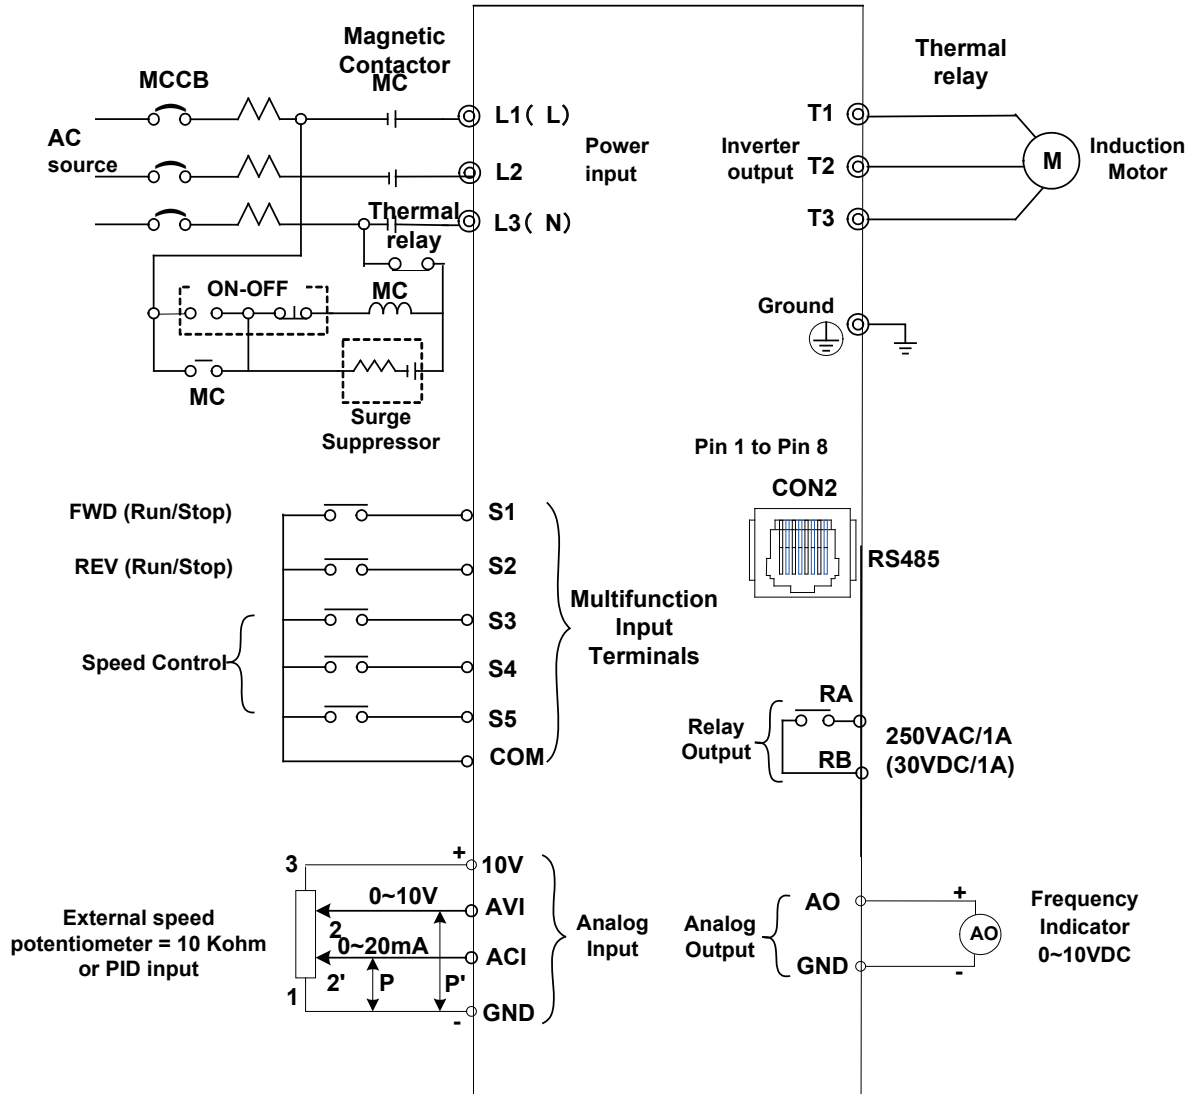 Magnetic
Contactor
MC
MCCB
AC
source
L1( L)
L2
L3( N)
Power
input
Thermal
relay
ON-OFF
MC
MC
Surge
Suppressor
T1
T2
T3
Inverter
output
Thermal
relay
M
Induction
Motor
Ground
Pin 1 to Pin 8
CON2
RS485
FWD (Run/Stop)
REV (Run/Stop)
Speed Control
S1
S2
S3
S4
S5
COM
Multifunction
Input
Terminals
Relay
Output
RA
RB
250VAC/1A
(30VDC/1A)
External speed
potentiometer = 10 Kohm
or PID input
3
2
2'
1
0~10V
0~20mA
P
P'
+
-
10V
AVI
ACI
GND
Analog
Input
Analog
Output
AO
GND
+
-
AO
Frequency
Indicator
0~10VDC